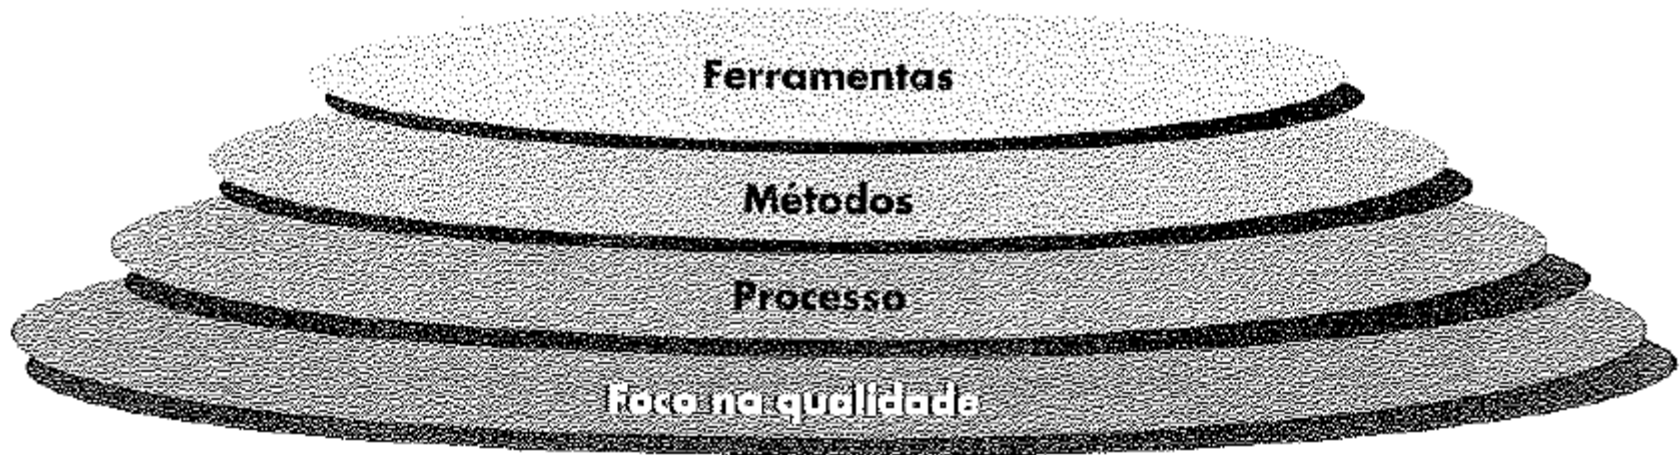 Ferramentas
Métodos
Processo
Foco na qualidade